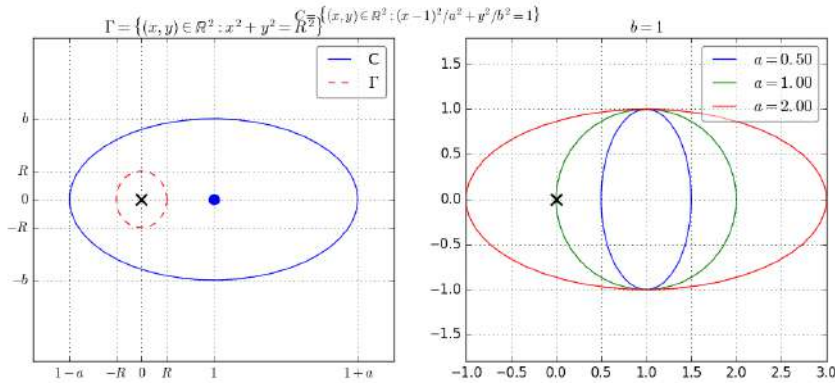 C={(x,y)∈ℝ²:(x−1)²/a²+y²/b²=1}
Γ={(x,y)∈ℝ²:x²+y²=R²}
C
Γ
b
R
0
−R
−b
1−a
−R
0
R
1
1+a
b=1
a=0.50
a=1.00
a=2.00
1.5
1.0
0.5
0.0
−0.5
−1.0
−1.5
−1.0 −0.5 0.0 0.5 1.0 1.5 2.0 2.5 3.0